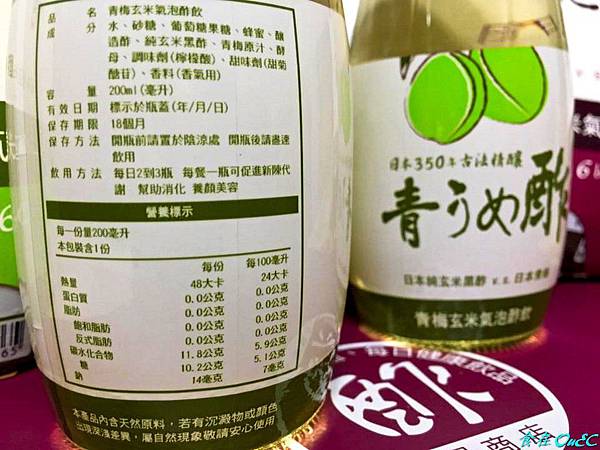 品名 青梅玄米氣泡酢飲
成分 水、砂糖、葡萄糖果糖、蜂蜜、釀
造酢、純玄米黑酢、青梅原汁、酵
母、調味劑(檸檬酸)、甜味劑(甜菊
醣苷)、香料(香氣用)
容量 200ml(毫升)
有效日期 標示於瓶蓋(年/月/日)
保存期限 18個月
保存方法 開瓶前請置於陰涼處 開瓶後請盡速
飲用
飲用方法 每日2到3瓶 每餐一瓶可促進新陳代
謝 幫助消化 養顏美容
營養標示
每一份量200毫升
本包裝含1份
每份 每100毫升
熱量 48大卡 24大卡
蛋白質 0.0公克 0.0公克
脂肪 0.0公克 0.0公克
飽和脂肪 0.0公克 0.0公克
反式脂肪 0.0公克 0.0公克
碳水化合物 11.8公克 5.9公克
糖 10.2公克 5.1公克
鈉 14毫克 7毫克
本產品內含天然原料，若有沉澱物或顏色
出現深淺差異，屬自然現象敬請安心使用
日本350年古法精釀
青うめ酢
日本純玄米黑酢 v.s. 日本青梅
青梅玄米氣泡酢飲
每日健康飲品
酢